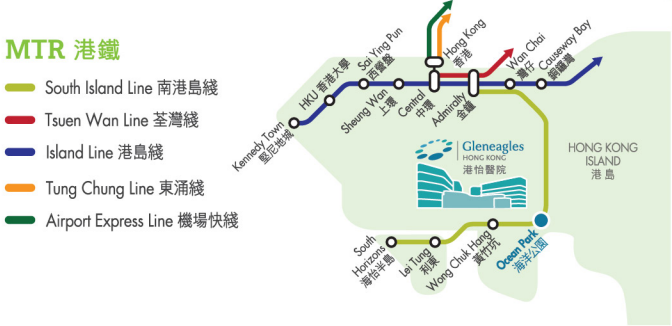 MTR 港鐵
South Island Line 南港島綫
Tsuen Wan Line 荃灣綫
Island Line 港島綫
Tung Chung Line 東涌綫
Airport Express Line 機場快綫
Kennedy Town
堅尼地城
HKU 香港大學
Sai Ying Pun
西營盤
Sheung Wan
上環
Central
中環
Hong Kong
香港
Admiralty
金鐘
Wan Chai
灣仔
Causeway Bay
銅鑼灣
Gleneagles
HONG KONG
港怡醫院
HONG KONG
ISLAND
港島
South
Horizons
海怡半島
Lei Tung
利東
Wong Chuk Hang
黃竹坑
Ocean Park
海洋公園